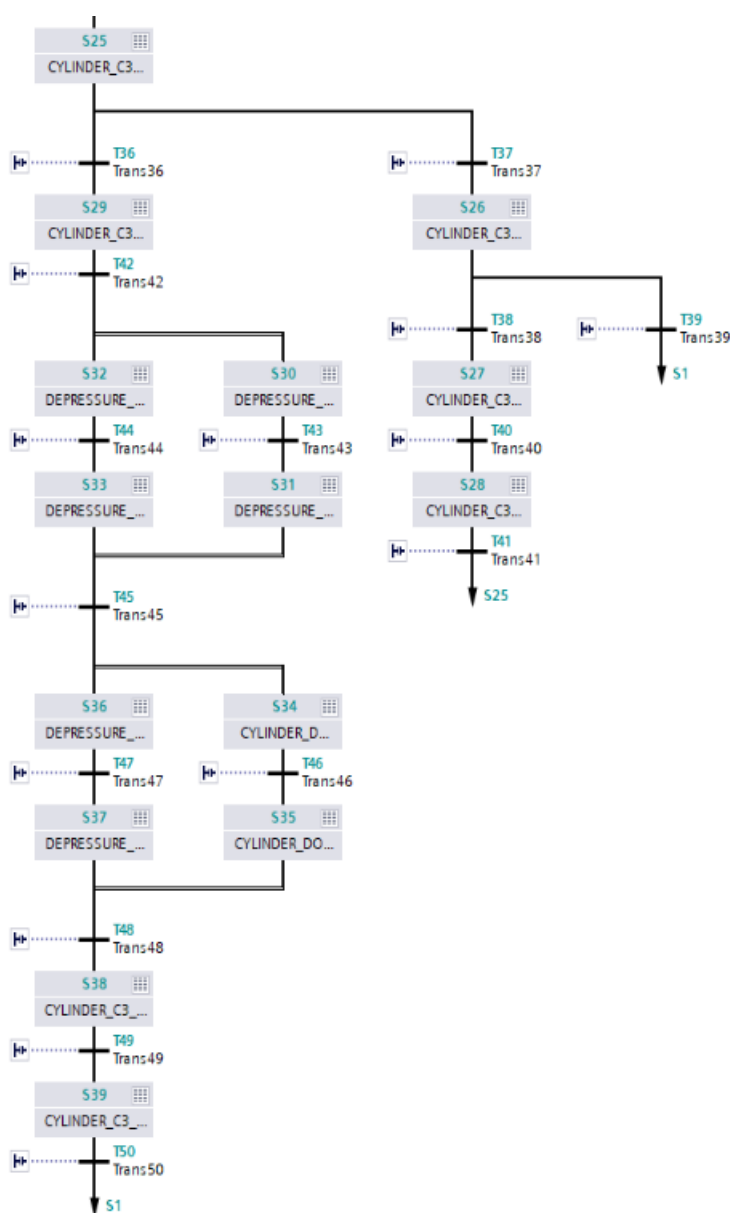 S25
CYLINDER_C3...
T36
Trans36
T37
Trans37
S29
CYLINDER_C3...
S26
CYLINDER_C3...
T42
Trans42
T38
Trans38
T39
Trans39
S32
DEPRESSURE_...
S30
DEPRESSURE_...
S27
CYLINDER_C3...
S1
T44
Trans44
T43
Trans43
T40
Trans40
S33
DEPRESSURE_...
S31
DEPRESSURE_...
S28
CYLINDER_C3...
T41
Trans41
T45
Trans45
S25
S36
DEPRESSURE_...
S34
CYLINDER_D...
T47
Trans47
T46
Trans46
S37
DEPRESSURE_...
S35
CYLINDER_DO...
T48
Trans48
S38
CYLINDER_C3_...
T49
Trans49
S39
CYLINDER_C3_...
T50
Trans50
S1